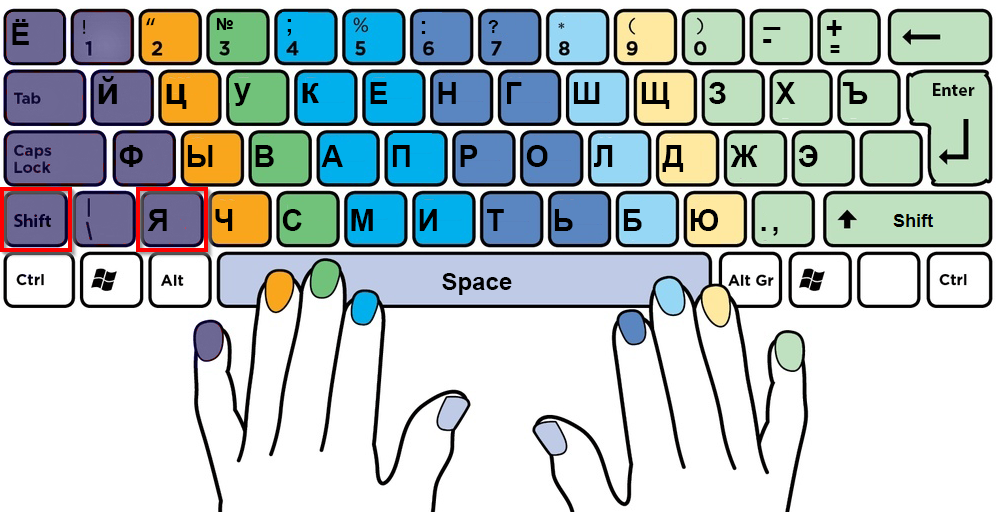 Ё ! 1 “ 2 № 3 ; 4 % 5 : 6 ? 7 * 8 ( 9 ) 0 — - + = ←
Tab Й Ц У К Е Н Г Ш Щ З Х Ъ Enter
Caps Lock Ф Ы В А П Р О Л Д Ж Э
Shift | \ Я Ч С М И Т Ь Б Ю . , Shift
Ctrl Alt Space Alt Gr Ctrl